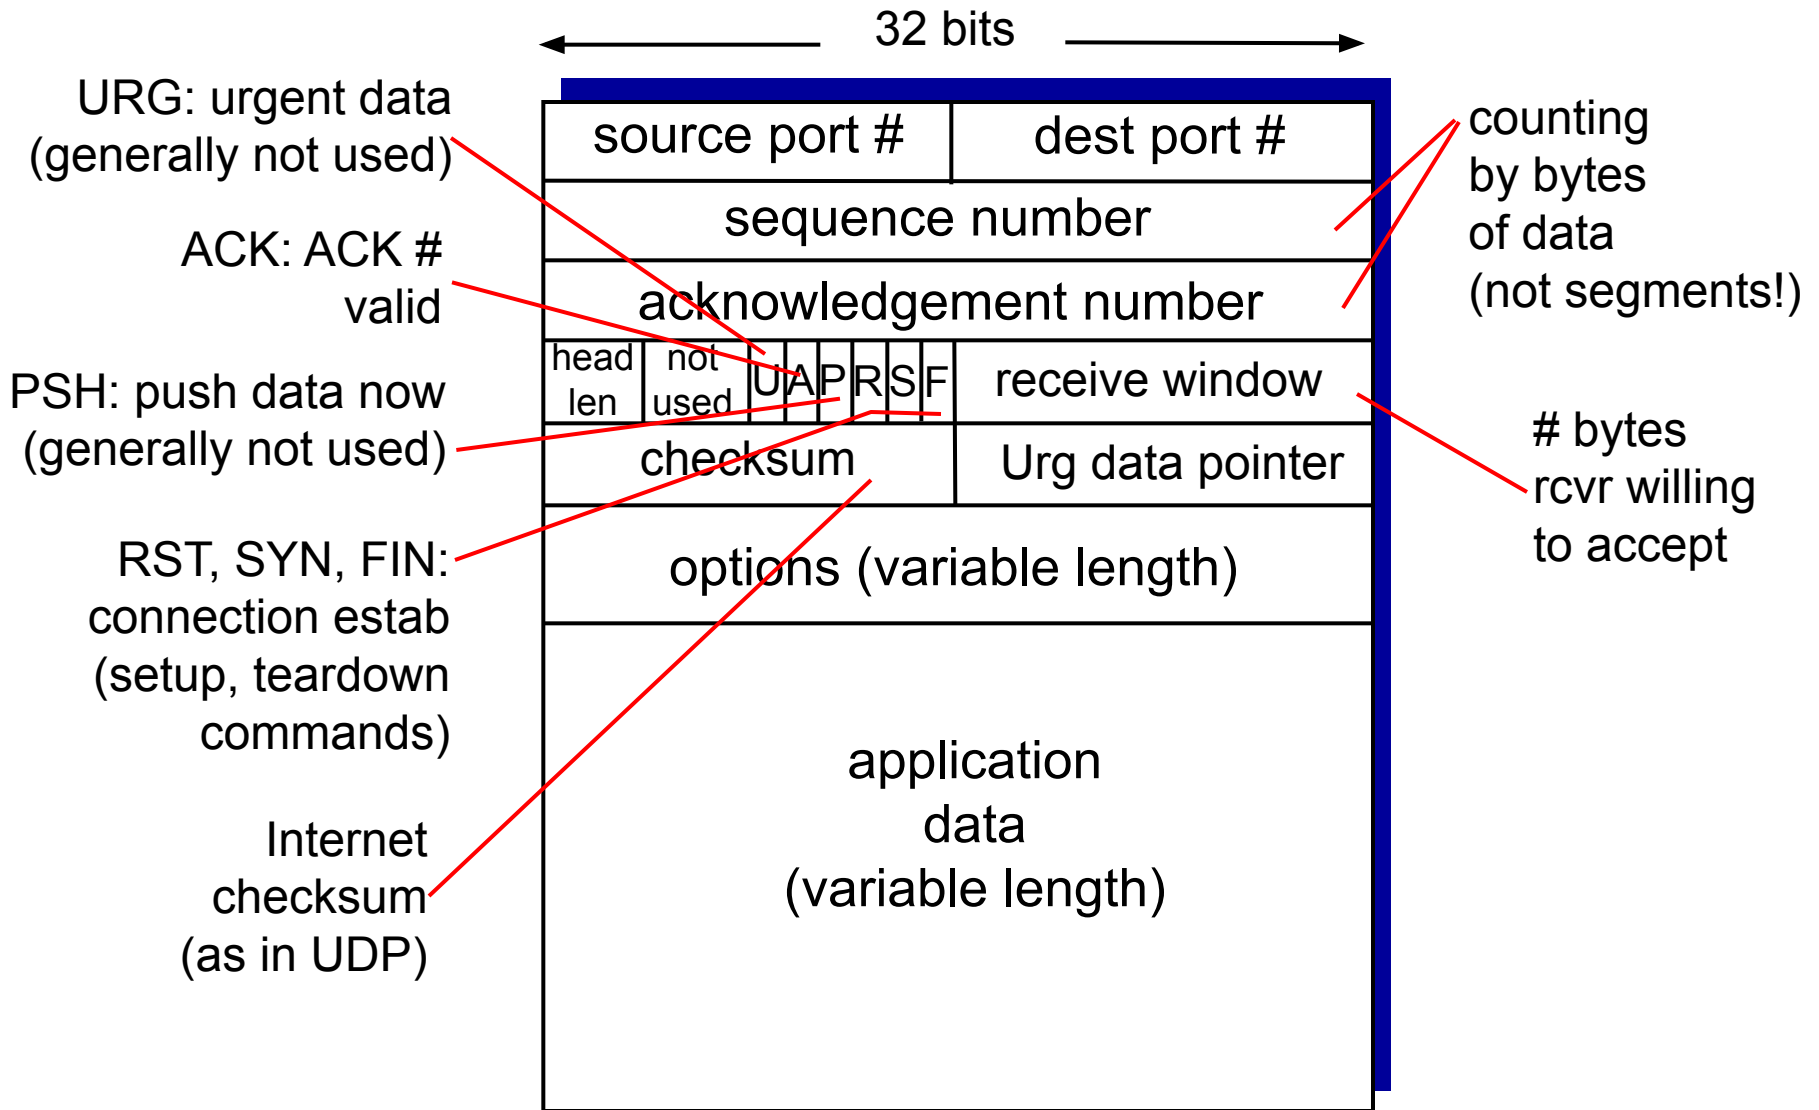 32 bits
URG: urgent data
(generally not used)
ACK: ACK #
valid
PSH: push data now
(generally not used)
RST, SYN, FIN:
connection estab
(setup, teardown
commands)
Internet
checksum
(as in UDP)
source port #
dest port #
sequence number
acknowledgement number
head
len
not
used
U
A
P
R
S
F
receive window
checksum
Urg data pointer
options (variable length)
application
data
(variable length)
counting
by bytes
of data
(not segments!)
# bytes
rcvr willing
to accept